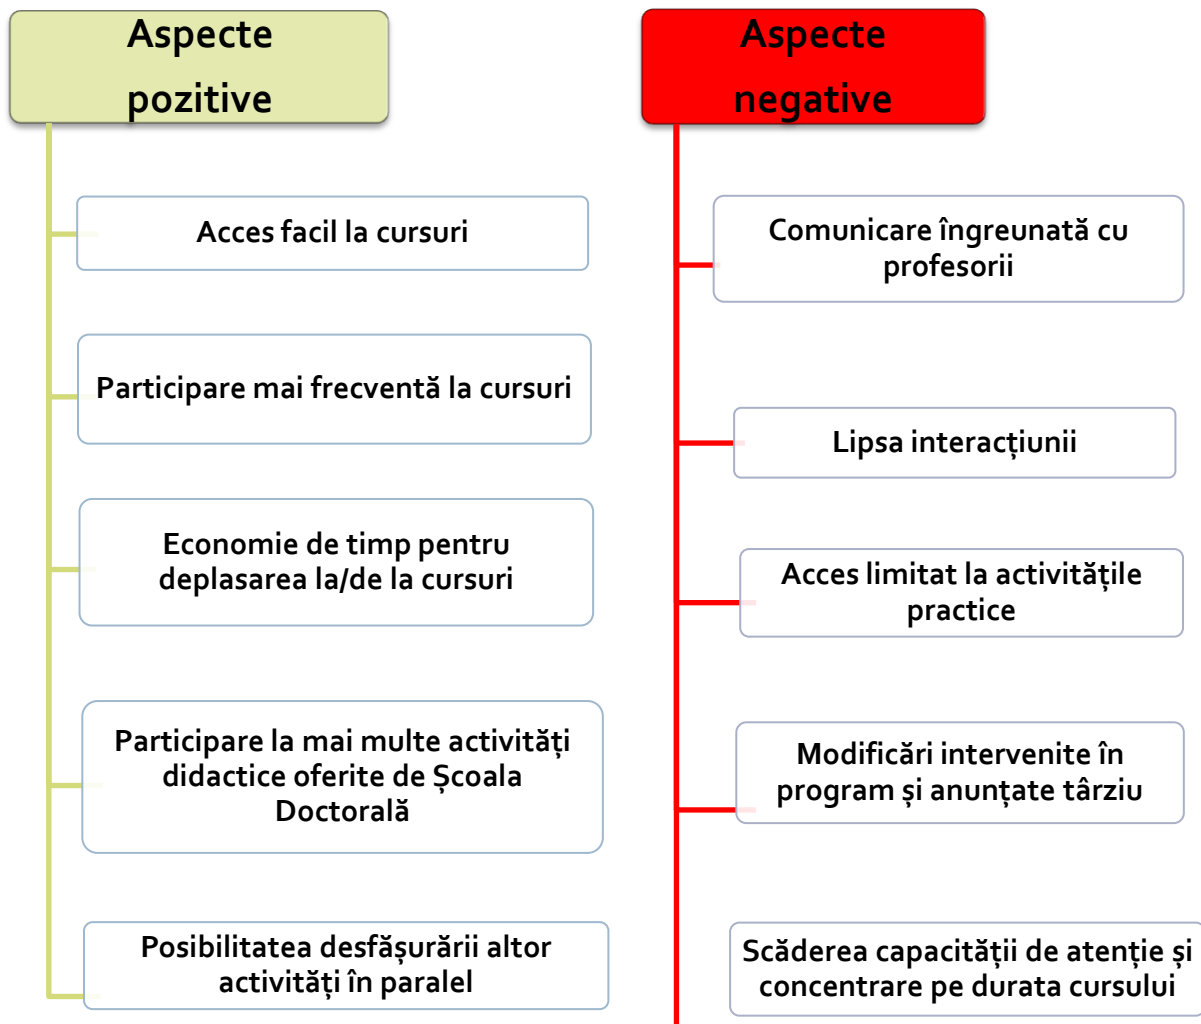 Aspecte
pozitive
Acces facil la cursuri
Participare mai frecventă la cursuri
Economie de timp pentru
deplasarea la/de la cursuri
Participare la mai multe activități
didactice oferite de Școala
Doctorală
Posibilitatea desfășurării altor
activități în paralel
Aspecte
negative
Comunicare îngreunată cu
profesorii
Lipsa interacțiunii
Acces limitat la activitățile
practice
Modificări intervenite în
program și anunțate târziu
Scăderea capacității de atenție și
concentrare pe durata cursului